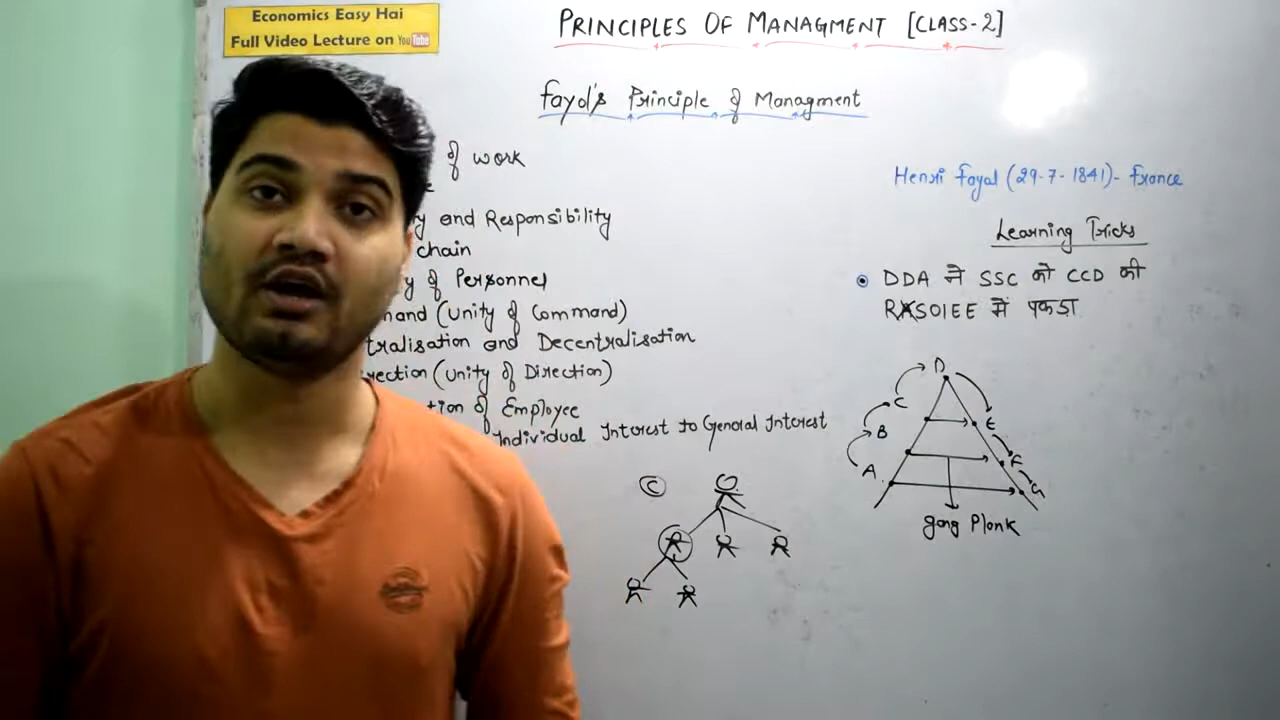 Economics Easy Hai
Full Video Lecture on YouTube
PRINCIPLES OF MANAGMENT [CLASS-2]
Fayol's Principle of Managment
of work
y and Responsibility
chain
y of Personnel
mand (Unity of Command)
tralisation and Decentralisation
rection (Unity of Direction)
tion of Employee
Individual Interest to General Interest
Henri Fayal (29-7-1841)- France
Learning Tricks
DDA ने SSC को CCD की
RASOIEE में पकड़ा
D
C
E
B
F
A
G
gang Plank
C